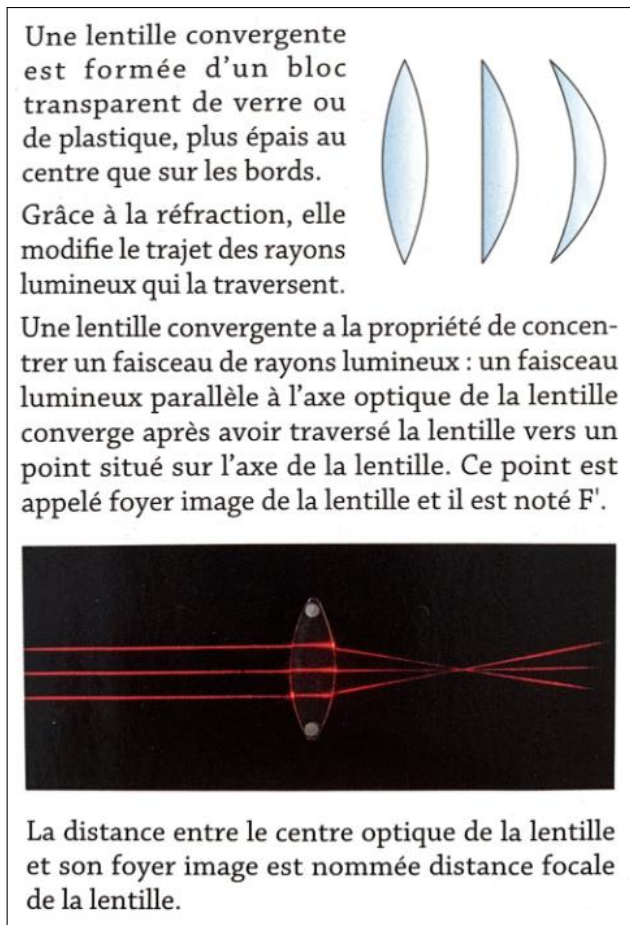 Une lentille convergente
est formée d'un bloc
transparent de verre ou
de plastique, plus épais au
centre que sur les bords.
Grâce à la réfraction, elle
modifie le trajet des rayons
lumineux qui la traversent.
Une lentille convergente a la propriété de concen-
trer un faisceau de rayons lumineux : un faisceau
lumineux parallèle à l'axe optique de la lentille
converge après avoir traversé la lentille vers un
point situé sur l'axe de la lentille. Ce point est
appelé foyer image de la lentille et il est noté F'.
La distance entre le centre optique de la lentille
et son foyer image est nommée distance focale
de la lentille.